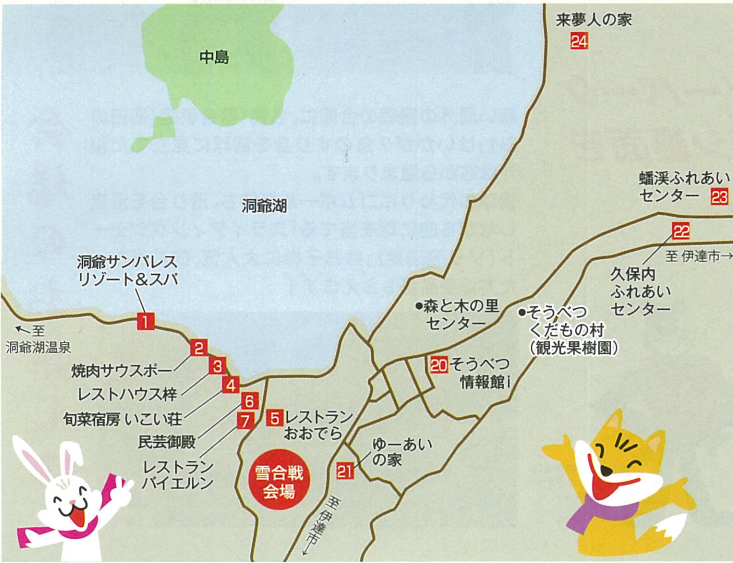 来夢人の家
24
中島
蟠渓ふれあい
センター 23
洞爺湖
22
至 伊達市→
久保内
ふれあい
センター
洞爺サンパレス
リゾート&スパ
1
●森と木の里
センター
●そうべつ
くだもの村
(観光果樹園)
←至
洞爺湖温泉
2
焼肉サウスポー
3
レストハウス梓
4
旬菜宿房 いこい荘
6
民芸御殿
7
レストラン
バイエルン
5 レストラン
おおでら
20 そうべつ
情報館i
雪合戦
会場
21
ゆーあい
の家
至 伊達市→